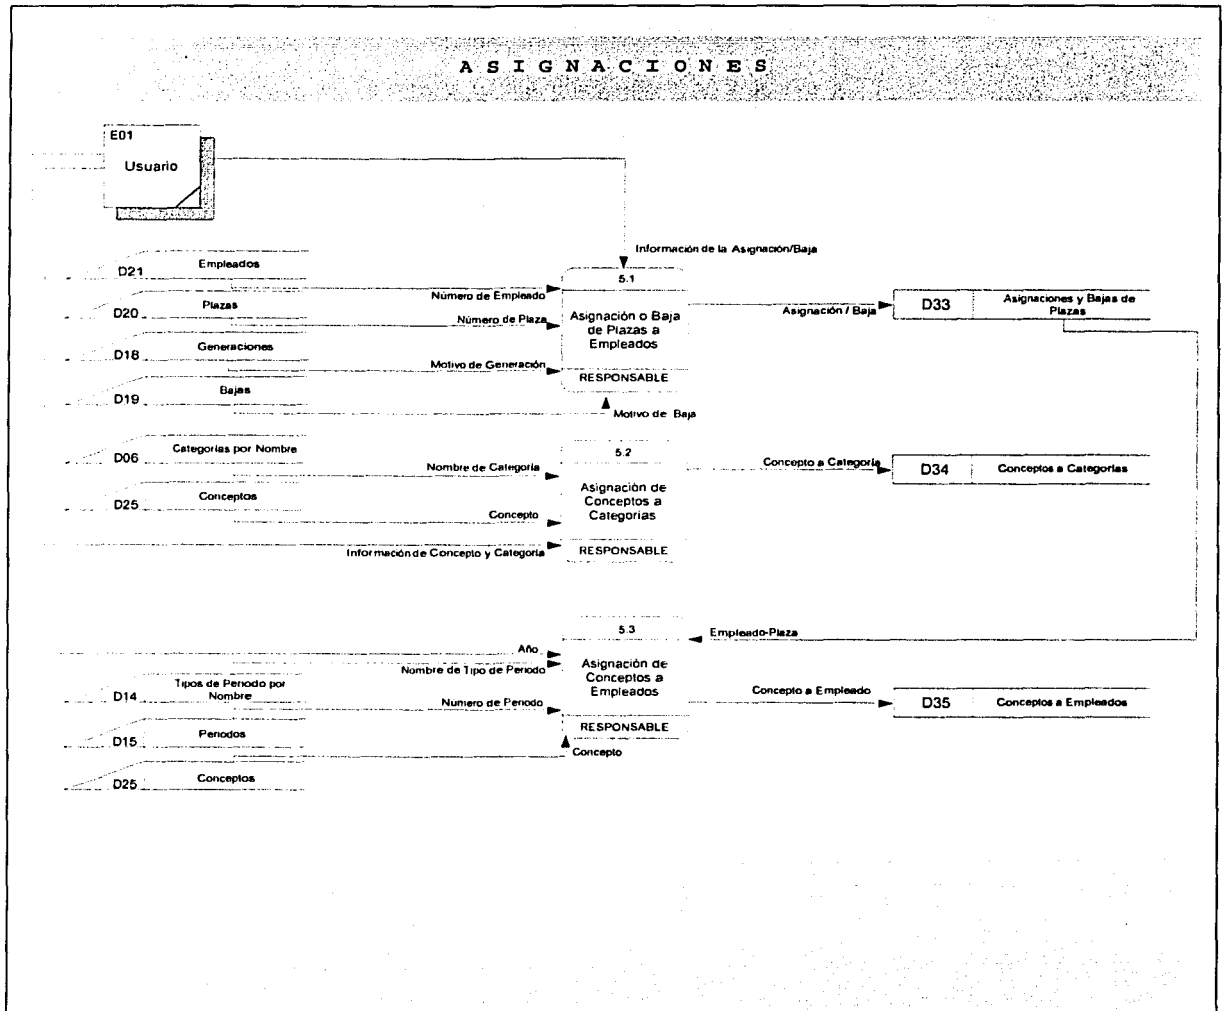 ASIGNACIONES
E01
Usuario
Información de la Asignación/Baja
D21
Empleados
Número de Empleado
D20
Plazas
Número de Plaza
D18
Generaciones
Motivo de Generación
D19
Bajas
Motivo de Baja
5.1
Asignación o Baja
de Plazas a
Empleados
RESPONSABLE
Asignación / Baja
D33
Asignaciones y Bajas de
Plazas
D06
Categorías por Nombre
Nombre de Categoría
D25
Conceptos
Concepto
Información de Concepto y Categoría
5.2
Asignación de
Conceptos a
Categorías
RESPONSABLE
Concepto a Categoría
D34
Conceptos a Categorías
5.3
Asignación de
Conceptos a
Empleados
RESPONSABLE
Empleado-Plaza
Año
Nombre de Tipo de Periodo
D14
Tipos de Periodo por
Nombre
Número de Periodo
D15
Periodos
Concepto
D25
Conceptos
Concepto a Empleado
D35
Conceptos a Empleados